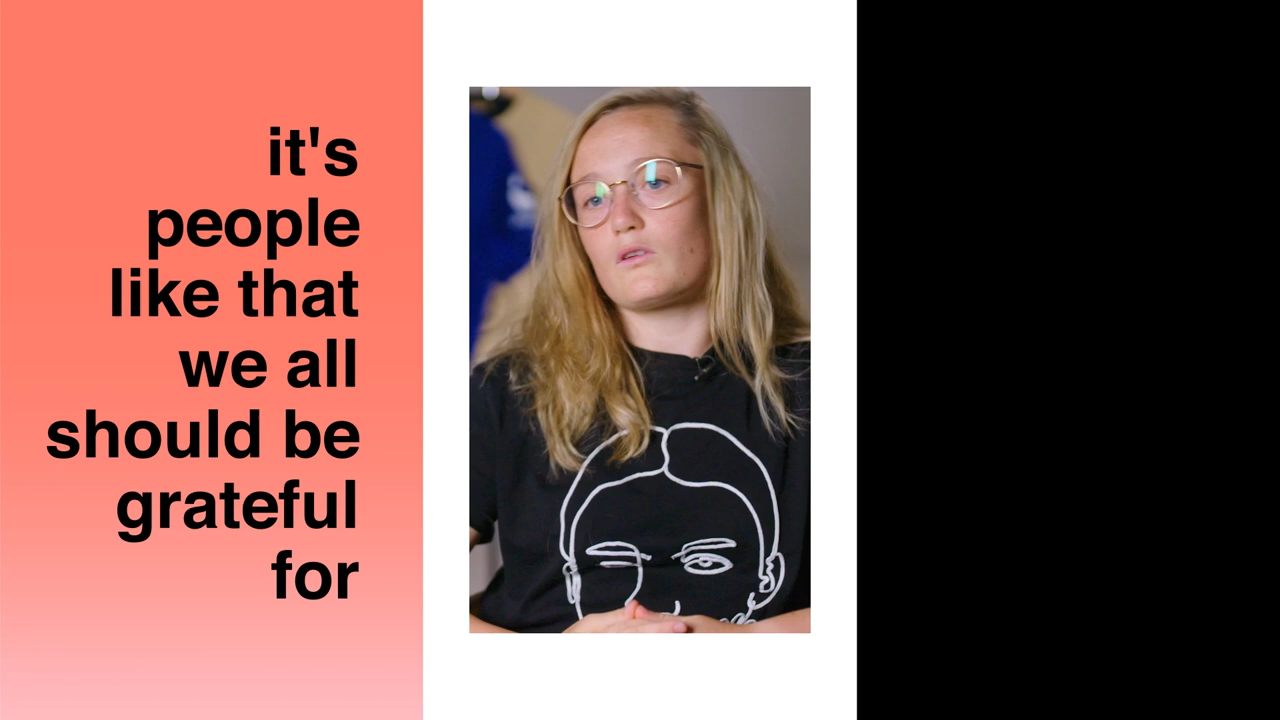 it's
people
like that
we all
should be
grateful
for